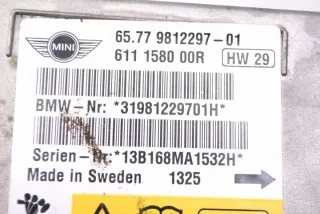 MINI
65.77 9812297-01
611 1580 00R
HW 29
BMW-Nr: *31981229701H*
Serien-Nr:*13B168MA1532H*
Made in Sweden 1325